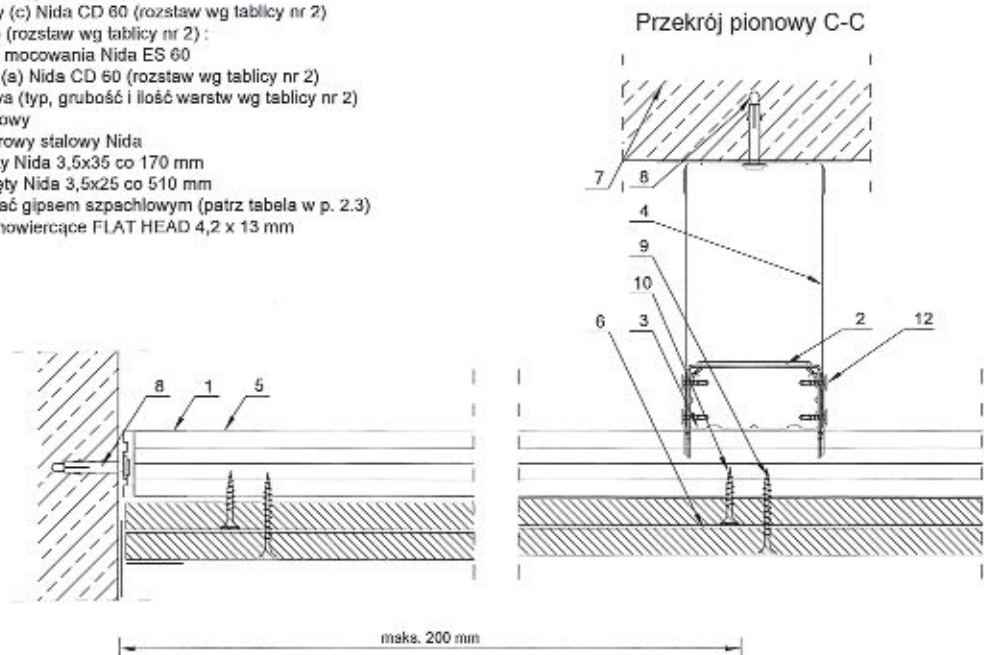 y (c) Nida CD 60 (rozstaw wg tablicy nr 2)
(rozstaw wg tablicy nr 2) :
mocowania Nida ES 60
(a) Nida CD 60 (rozstaw wg tablicy nr 2)
va (typ, grubość i ilość warstw wg tablicy nr 2)
owy
rowy stalowy Nida
y Nida 3,5x35 co 170 mm
ęty Nida 3,5x25 co 510 mm
ać gipsem szpachlowym (patrz tabela w p. 2.3)
nowiercące FLAT HEAD 4,2 x 13 mm
Przekrój pionowy C-C
7 8
4
9
10
6 3 2 12
8 1 5
maks. 200 mm